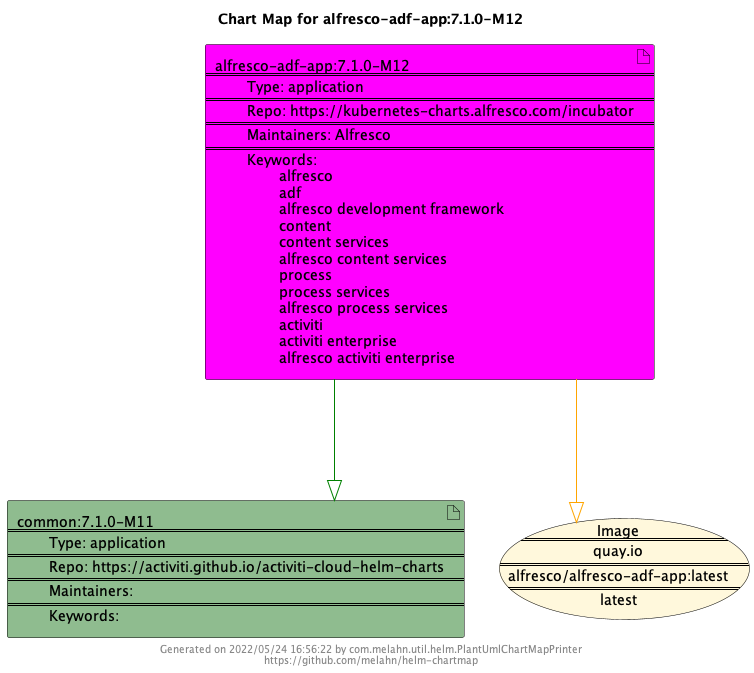 Chart Map for alfresco-adf-app:7.1.0-M12
alfresco-adf-app:7.1.0-M12
Type: application
Repo: https://kubernetes-charts.alfresco.com/incubator
Maintainers: Alfresco
Keywords:
alfresco
adf
alfresco development framework
content
content services
alfresco content services
process
process services
alfresco process services
activiti
activiti enterprise
alfresco activiti enterprise
common:7.1.0-M11
Type: application
Repo: https://activiti.github.io/activiti-cloud-helm-charts
Maintainers:
Keywords:
Image
quay.io
alfresco/alfresco-adf-app:latest
latest
Generated on 2022/05/24 16:56:22 by com.melahn.util.helm.PlantUmlChartMapPrinter
https://github.com/melahn/helm-chartmap